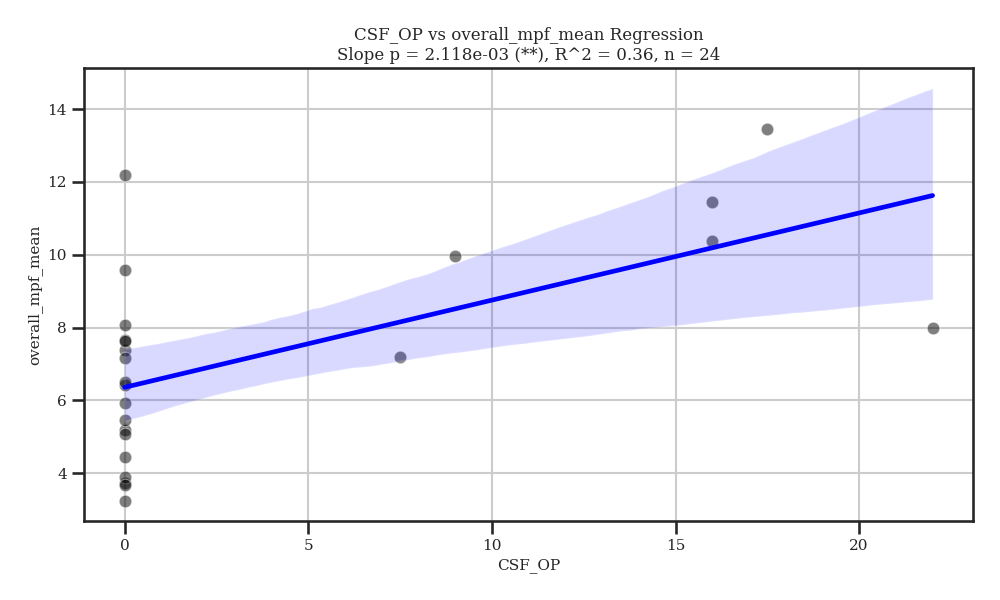 CSF_OP vs overall_mpf_mean Regression
Slope p = 2.118e-03 (**), R^2 = 0.36, n = 24
overall_mpf_mean
14
12
10
8
6
4
0 5 10 15 20
CSF_OP